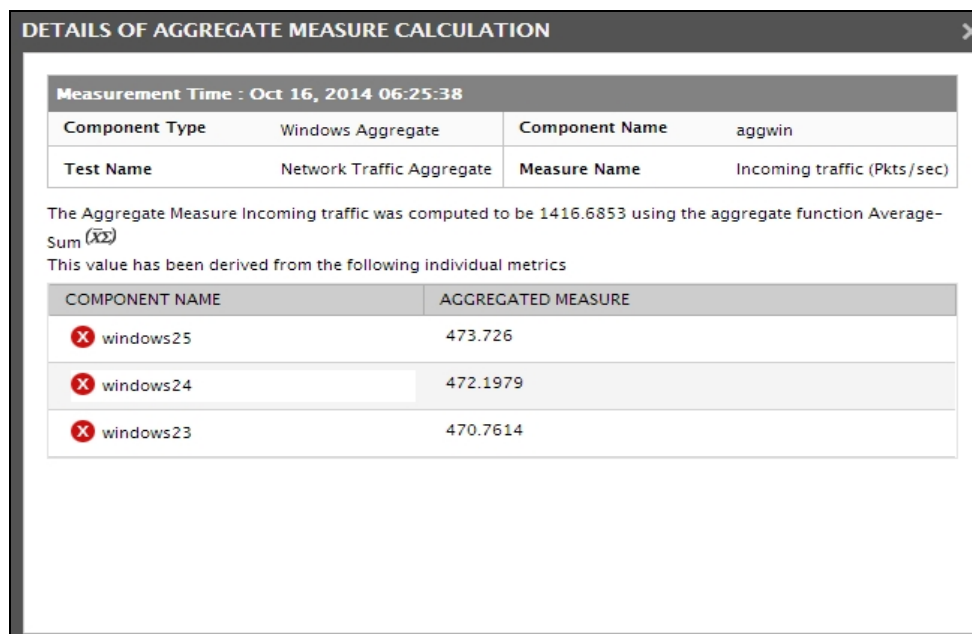 DETAILS OF AGGREGATE MEASURE CALCULATION
Measurement Time : Oct 16, 2014 06:25:38
Component Type Windows Aggregate Component Name aggwin
Test Name Network Traffic Aggregate Measure Name Incoming traffic (Pkts/sec)
The Aggregate Measure Incoming traffic was computed to be 1416.6853 using the aggregate function Average-
Sum (X̅Σ)
This value has been derived from the following individual metrics
COMPONENT NAME AGGREGATED MEASURE
windows25 473.726
windows24 472.1979
windows23 470.7614